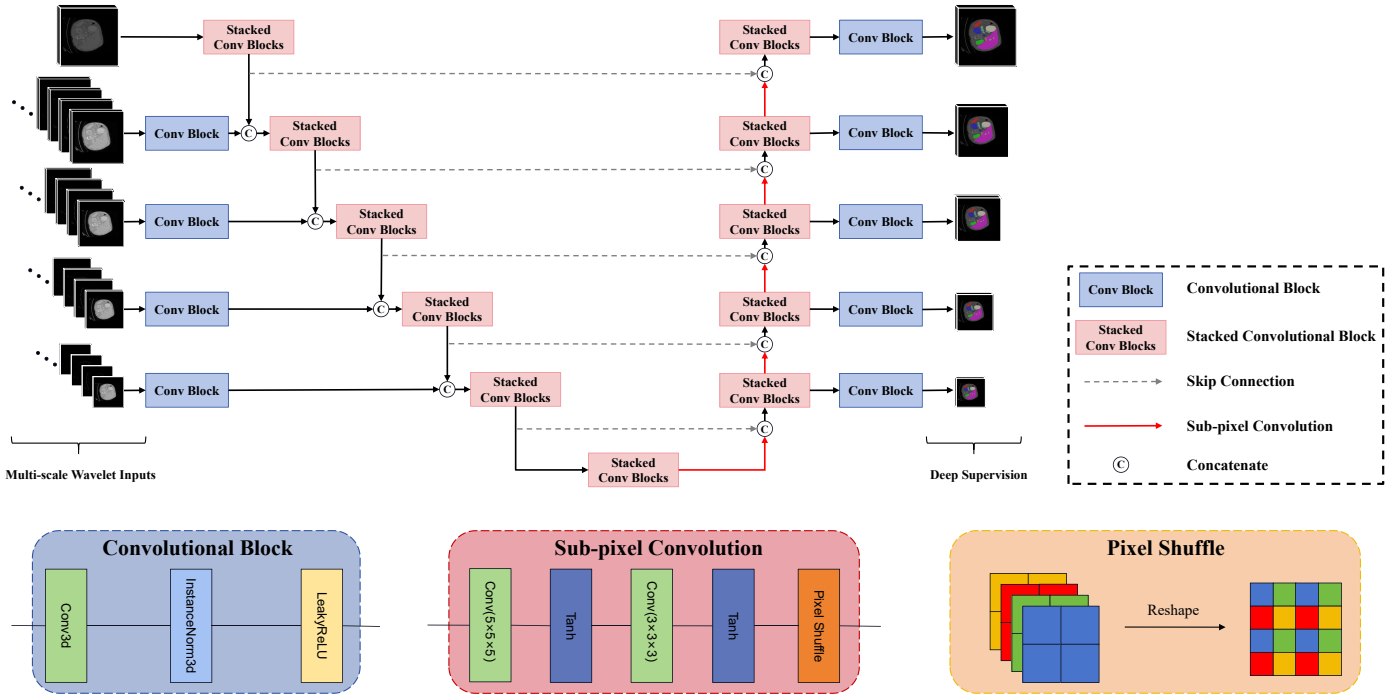 Stacked
Conv Blocks
Stacked
Conv Blocks
Conv Block
C
Conv Block
C
Stacked
Conv Blocks
Stacked
Conv Blocks
Conv Block
C
Conv Block
C
Stacked
Conv Blocks
Stacked
Conv Blocks
Conv Block
C
Conv Block
C
Stacked
Conv Blocks
Stacked
Conv Blocks
Conv Block
C
Conv Block
C
Stacked
Conv Blocks
Stacked
Conv Blocks
Conv Block
C
Stacked
Conv Blocks
Multi-scale Wavelet Inputs
Deep Supervision
Conv Block
Convolutional Block
Stacked
Conv Blocks
Stacked Convolutional Block
Skip Connection
Sub-pixel Convolution
C
Concatenate
Convolutional Block
Conv3d
InstanceNorm3d
LeakyReLU
Sub-pixel Convolution
Conv(5×5×5)
Tanh
Conv(3×3×3)
Tanh
Pixel Shuffle
Pixel Shuffle
Reshape